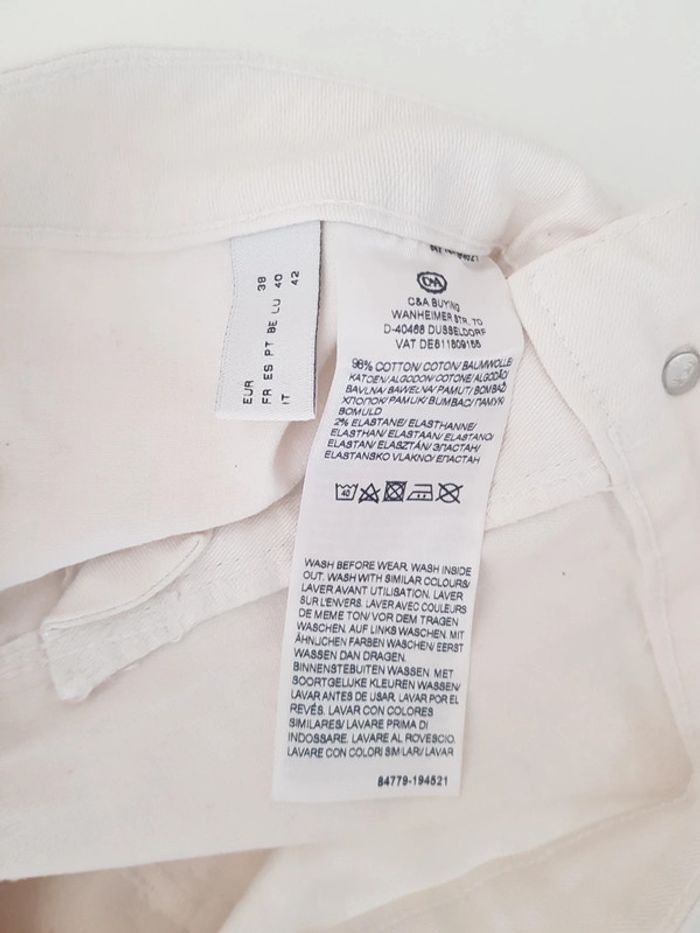 EUR 38
FR ES PT BE LU 40
IT 42
C&A
C&A BUYING
WANHEIMER STR. 70
D-40468 DUSSELDORF
VAT DE811809155
98% COTTON/ COTON/ BAUMWOLLE/
KATOEN/ ALGODON/ COTONE/ ALGODÃO/
BAVLNA/ BAWEŁNA/ PAMUT/ BOMBAŽ/
ХЛОПОК/ PAMUK/ BUMBAC/ ПАМУК/
BOMULD
2% ELASTANE/ ELASTHANNE/
ELASTHAN/ ELASTAAN/ ELASTANO/
ELASTAN/ ELASZTÁN/ ЭЛАСТАН/
ELASTANSKO VLAKNO/ ЕЛАСТАН
40
WASH BEFORE WEAR. WASH INSIDE
OUT. WASH WITH SIMILAR COLOURS/
LAVER AVANT UTILISATION. LAVER
SUR L'ENVERS. LAVER AVEC COULEURS
DE MEME TON/ VOR DEM TRAGEN
WASCHEN. AUF LINKS WASCHEN. MIT
ÄHNLICHEN FARBEN WASCHEN/ EERST
WASSEN DAN DRAGEN.
BINNENSTEBUITEN WASSEN. MET
SOORTGELIJKE KLEUREN WASSEN/
LAVAR ANTES DE USAR. LAVAR POR EL
REVÉS. LAVAR CON COLORES
SIMILARES/ LAVARE PRIMA DI
INDOSSARE. LAVARE AL ROVESCIO.
LAVARE CON COLORI SIMILARI/ LAVAR
84779-194521